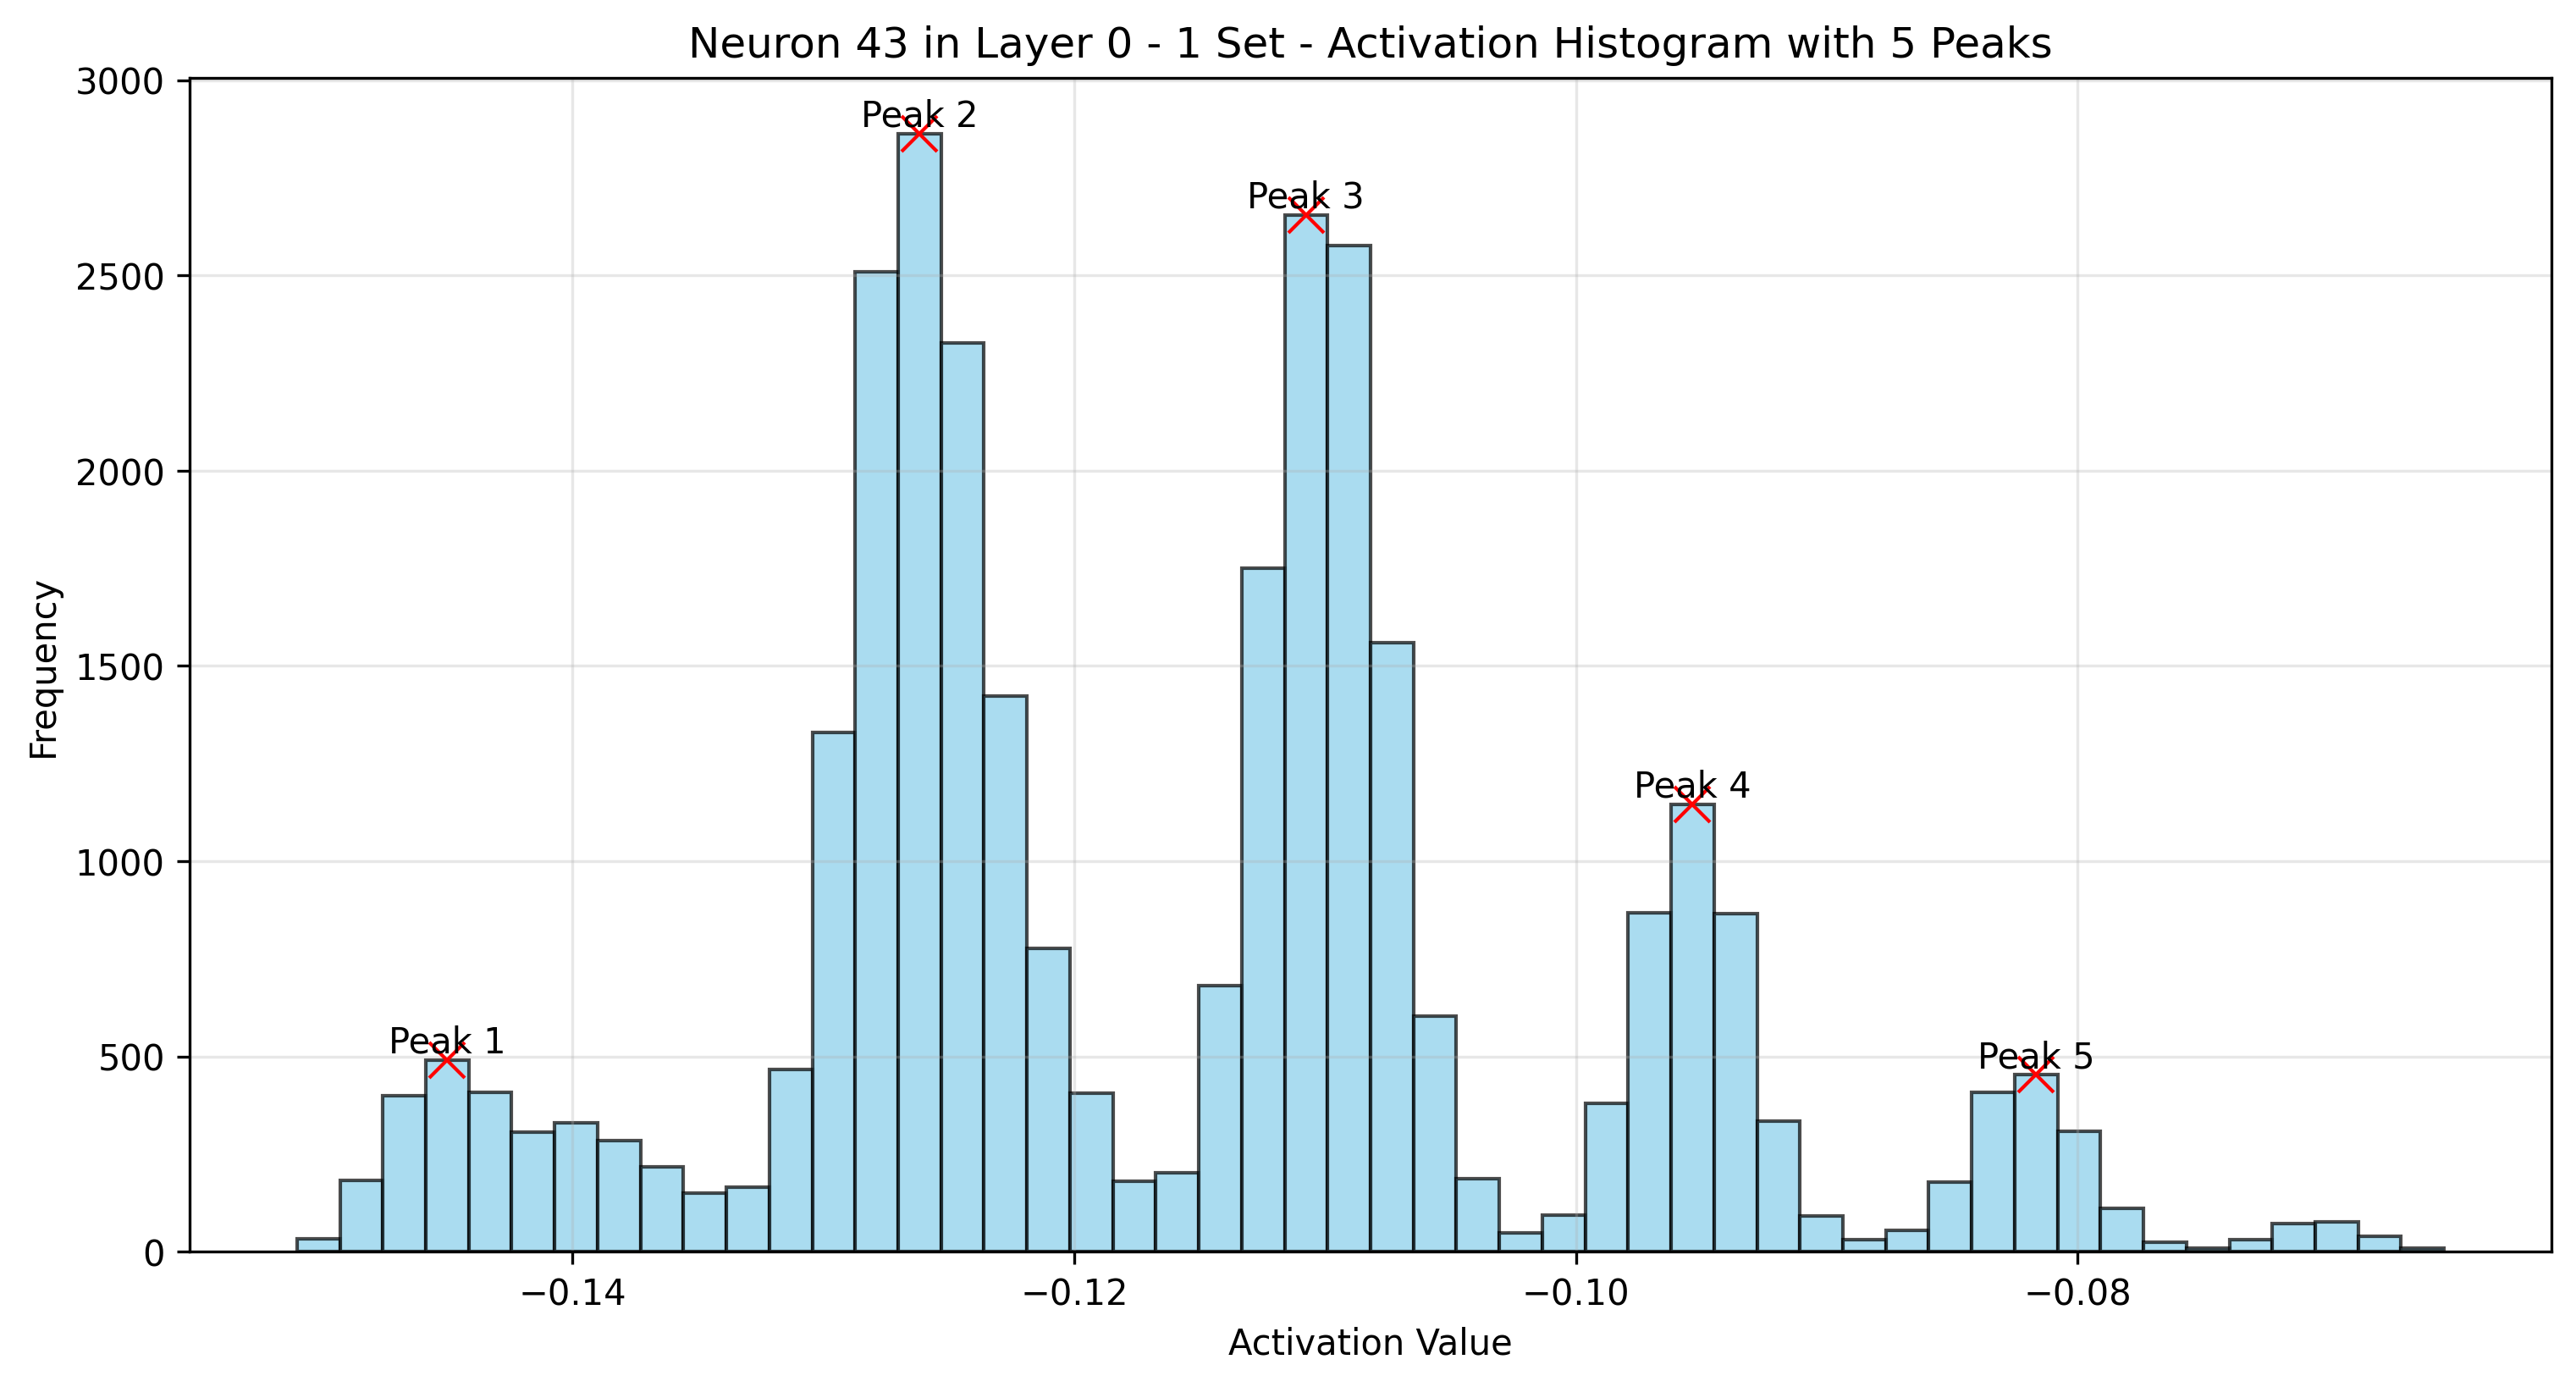 Neuron 43 in Layer 0 - 1 Set - Activation Histogram with 5 Peaks
3000
2500
2000
1500
1000
500
0
Frequency
Peak 1
Peak 2
Peak 3
Peak 4
Peak 5
−0.14
−0.12
−0.10
−0.08
Activation Value